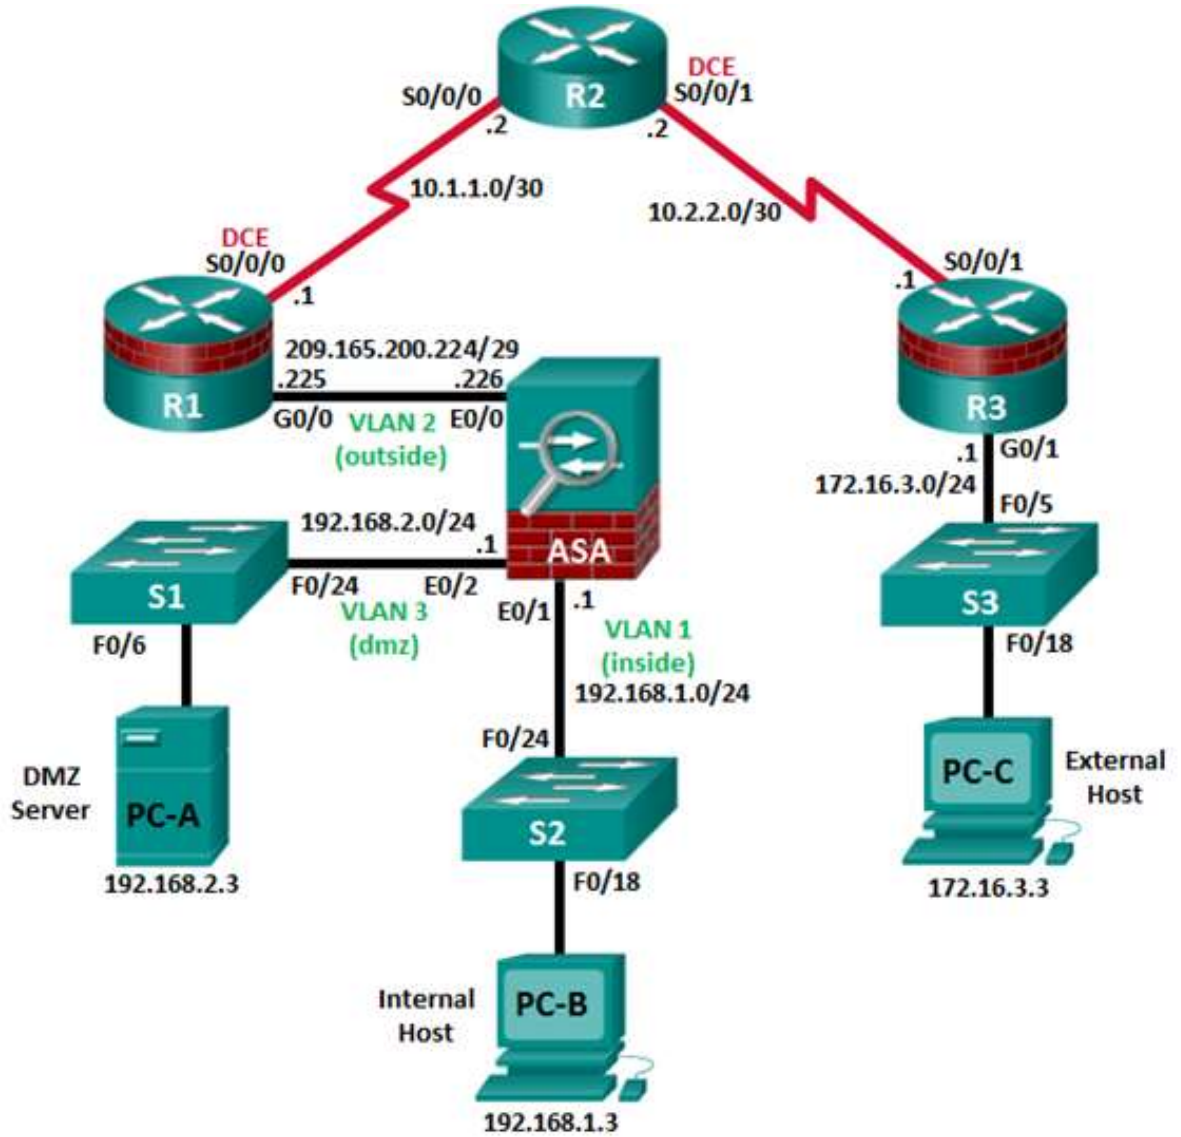 DCE
S0/0/0
R2
S0/0/1
.2
.2
10.1.1.0/30
10.2.2.0/30
DCE
S0/0/0
.1
S0/0/1
.1
209.165.200.224/29
.225
.226
R1
G0/0
VLAN 2
(outside)
E0/0
R3
.1
G0/1
172.16.3.0/24
F0/5
192.168.2.0/24
.1
ASA
S1
F0/24
E0/2
VLAN 3
(dmz)
E0/1
.1
VLAN 1
(inside)
192.168.1.0/24
S3
F0/18
F0/6
F0/24
DMZ
Server
PC-A
192.168.2.3
S2
F0/18
PC-C
External
Host
172.16.3.3
Internal
Host
PC-B
192.168.1.3